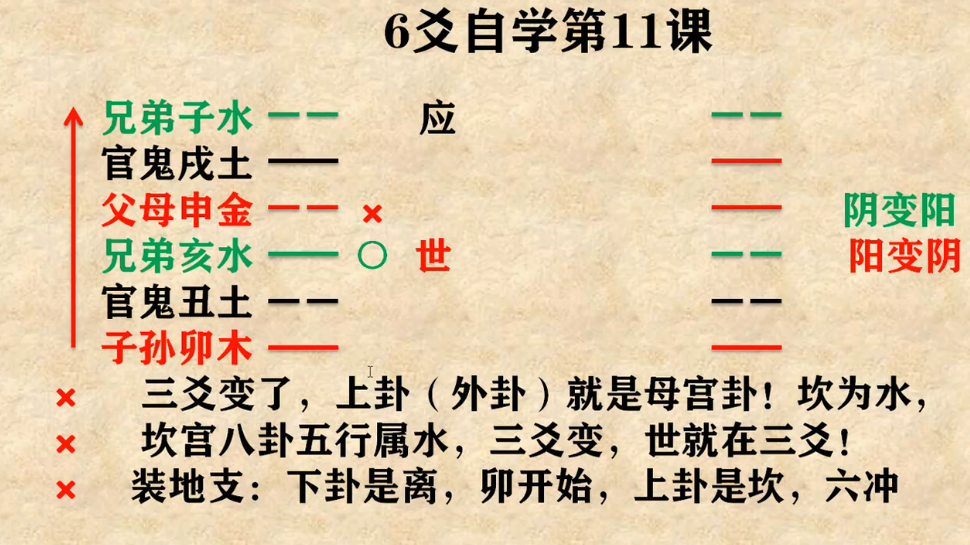 6爻自学第11课
兄弟子水 应
官鬼戌土
父母申金 × 阴变阳
兄弟亥水 ○ 世 阳变阴
官鬼丑土
子孙卯木
× 三爻变了，上卦（外卦）就是母宫卦！坎为水，
× 坎宫八卦五行属水，三爻变，世就在三爻！
× 装地支：下卦是离，卯开始，上卦是坎，六冲